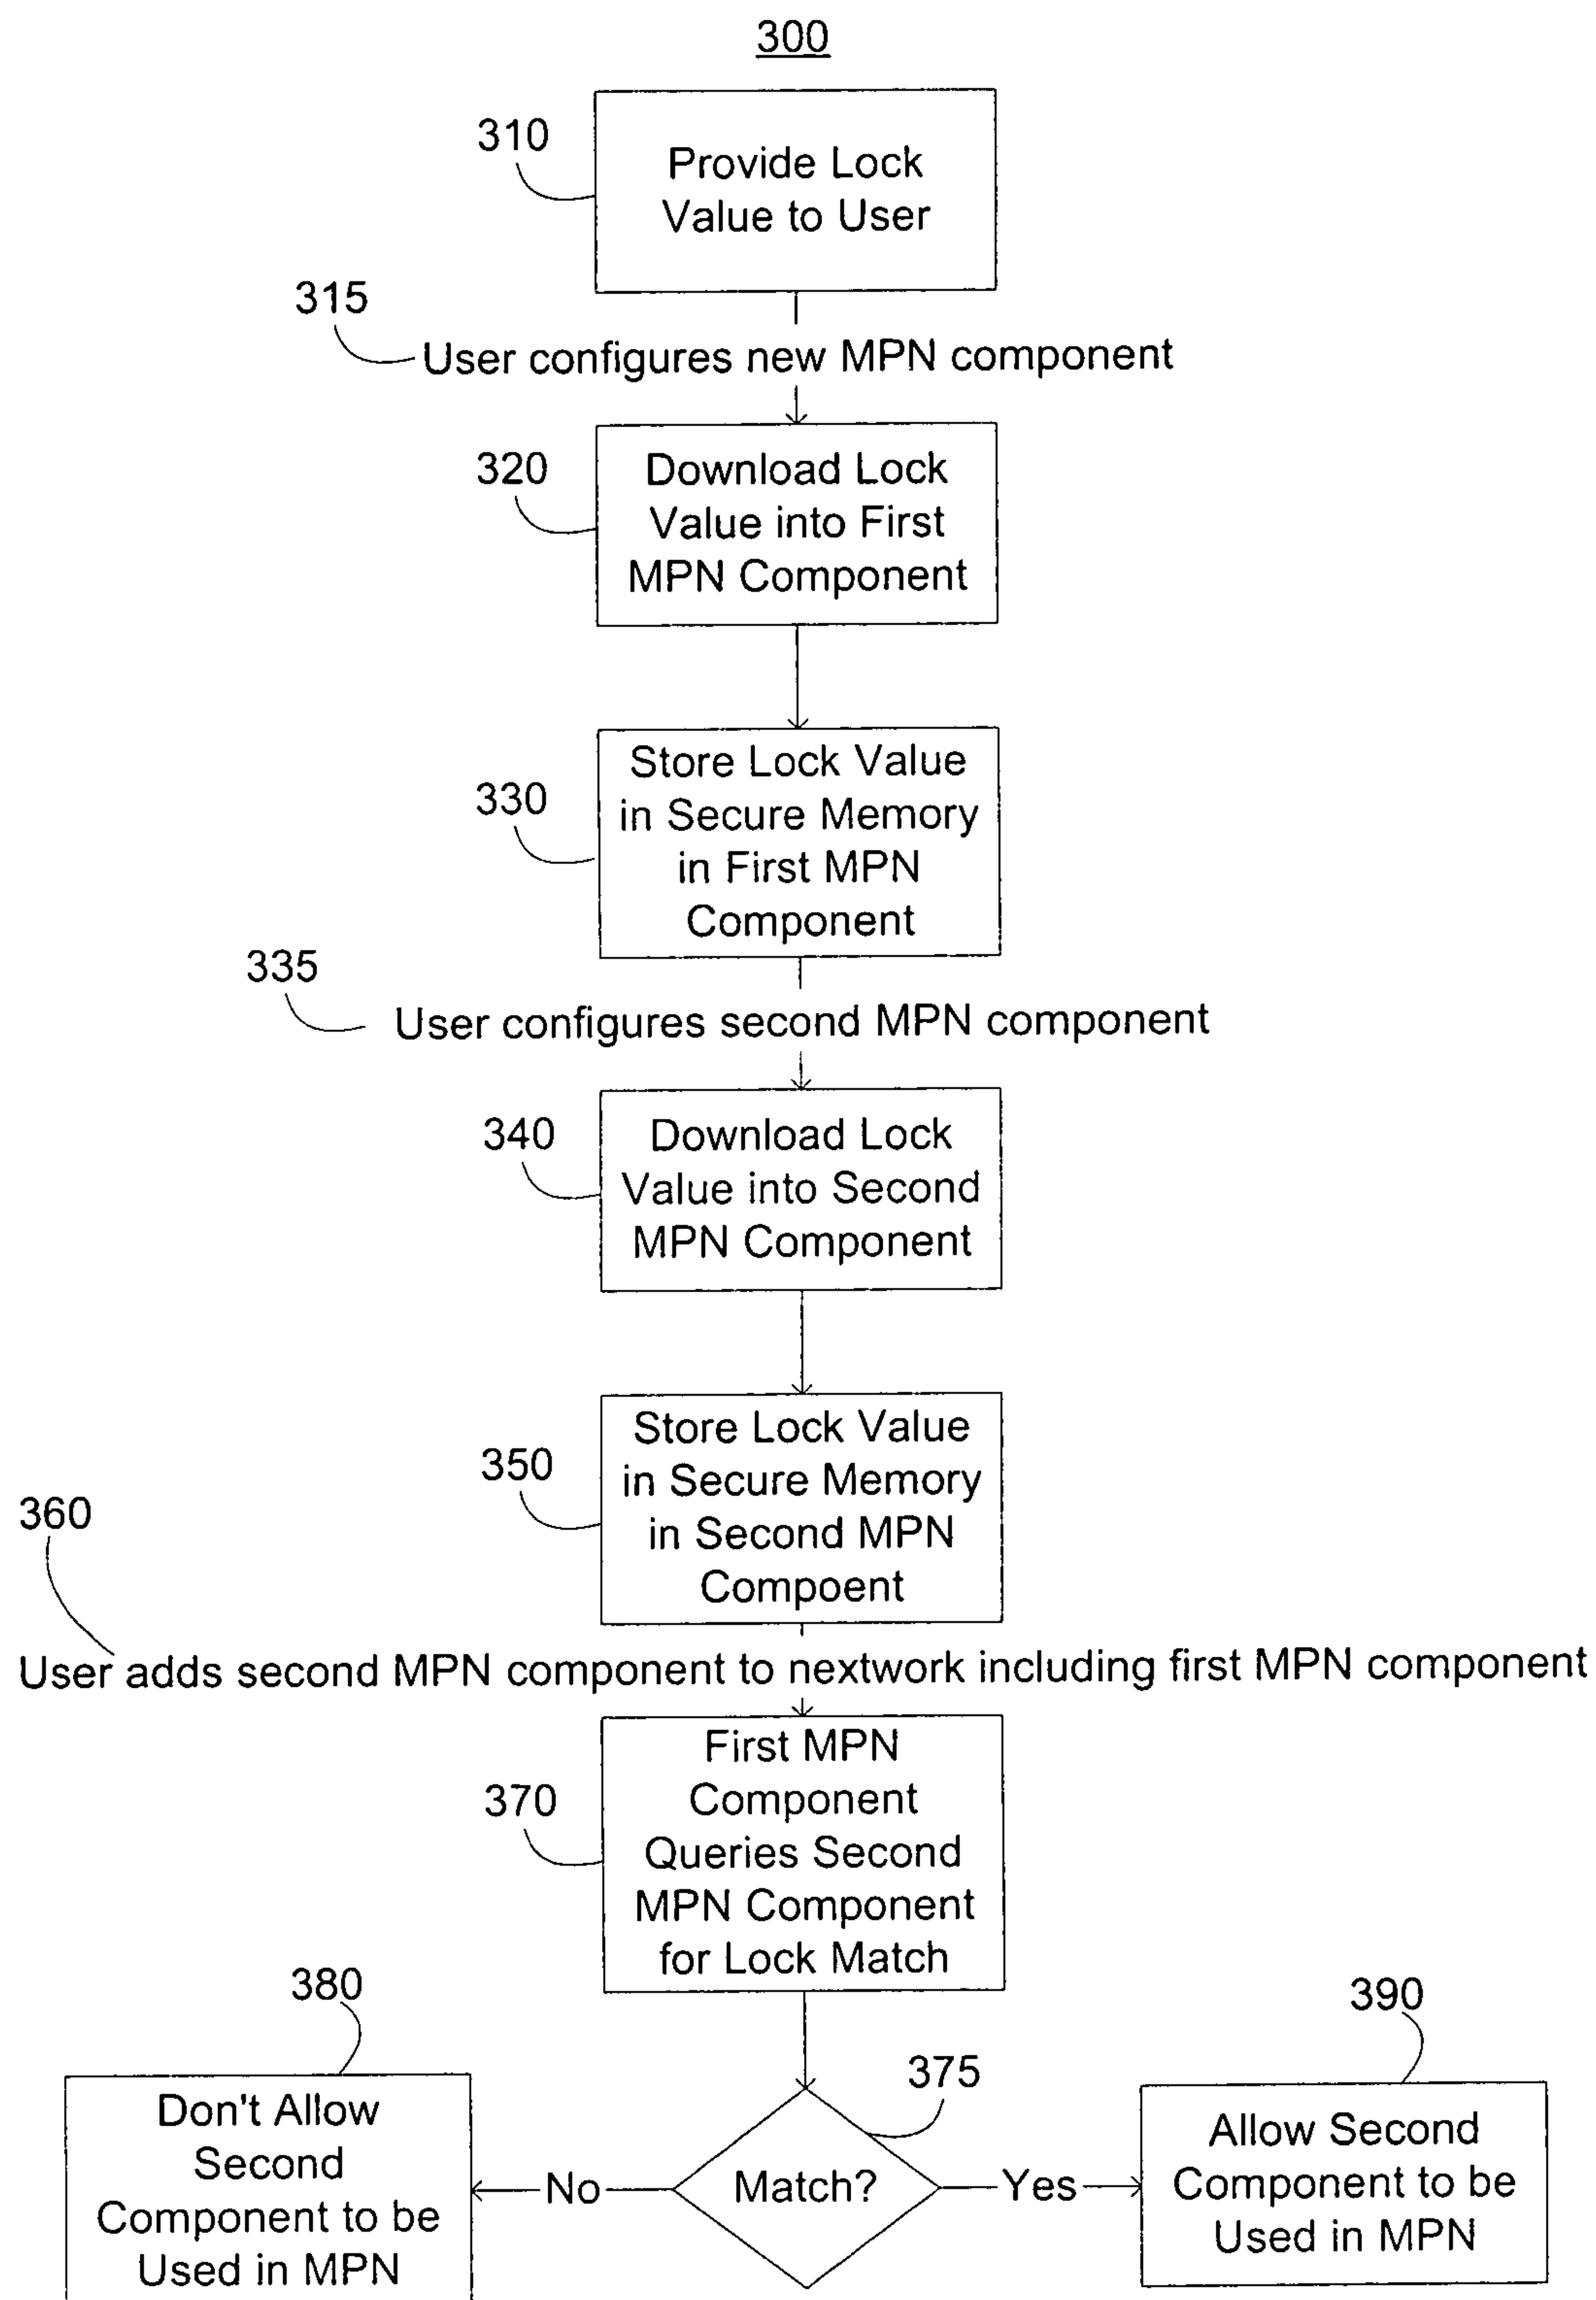 300
310
Provide Lock
Value to User
315
User configures new MPN component
320
Download Lock
Value into First
MPN Component
330
Store Lock Value
in Secure Memory
in First MPN
Component
335
User configures second MPN component
340
Download Lock
Value into Second
MPN Component
350
Store Lock Value
in Secure Memory
in Second MPN
Compoent
360
User adds second MPN component to nextwork including first MPN component
370
First MPN
Component
Queries Second
MPN Component
for Lock Match
375
Match?
No
Yes
380
Don't Allow
Second
Component to be
Used in MPN
390
Allow Second
Component to be
Used in MPN